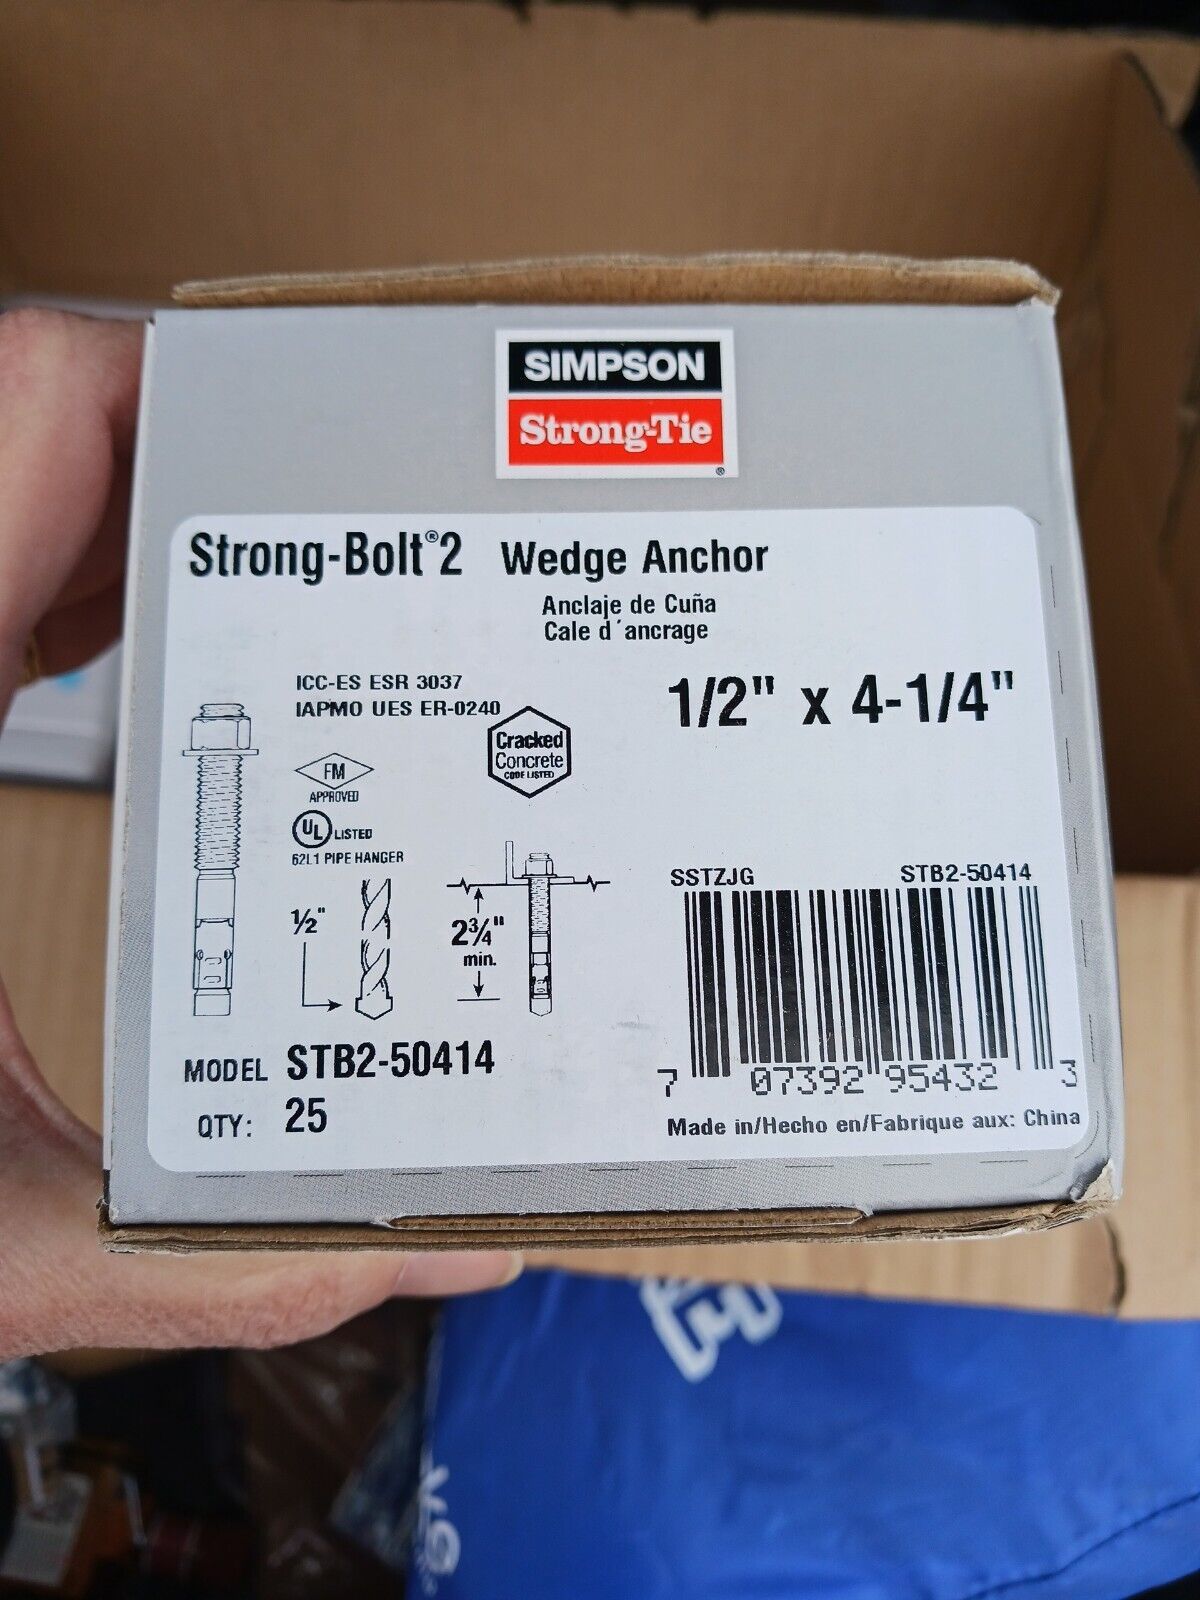 SIMPSON
Strong-Tie
®
Strong-Bolt®2 Wedge Anchor
Anclaje de Cuña
Cale d´ancrage
ICC-ES ESR 3037
IAPMO UES ER-0240
1/2" x 4-1/4"
Cracked
Concrete
CODE LISTED
FM
APPROVED
UL LISTED
62L1 PIPE HANGER
½"
2¾"
min.
SSTZJG STB2-50414
MODEL STB2-50414
7 07392 95432 3
QTY: 25
Made in/Hecho en/Fabrique aux: China